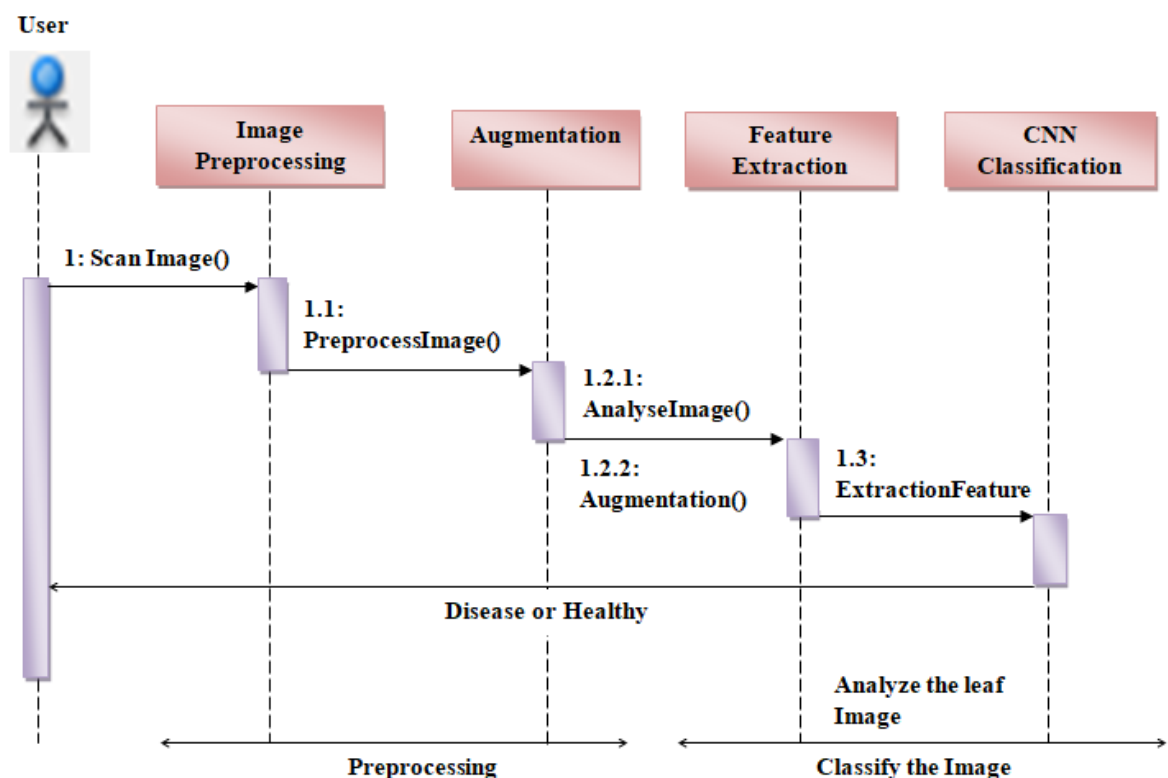 User
Image
Preprocessing
Augmentation
Feature
Extraction
CNN
Classification
1: Scan Image()
1.1:
PreprocessImage()
1.2.1:
AnalyseImage()
1.2.2:
Augmentation()
1.3:
ExtractionFeature
Disease or Healthy
Analyze the leaf
Image
Preprocessing
Classify the Image